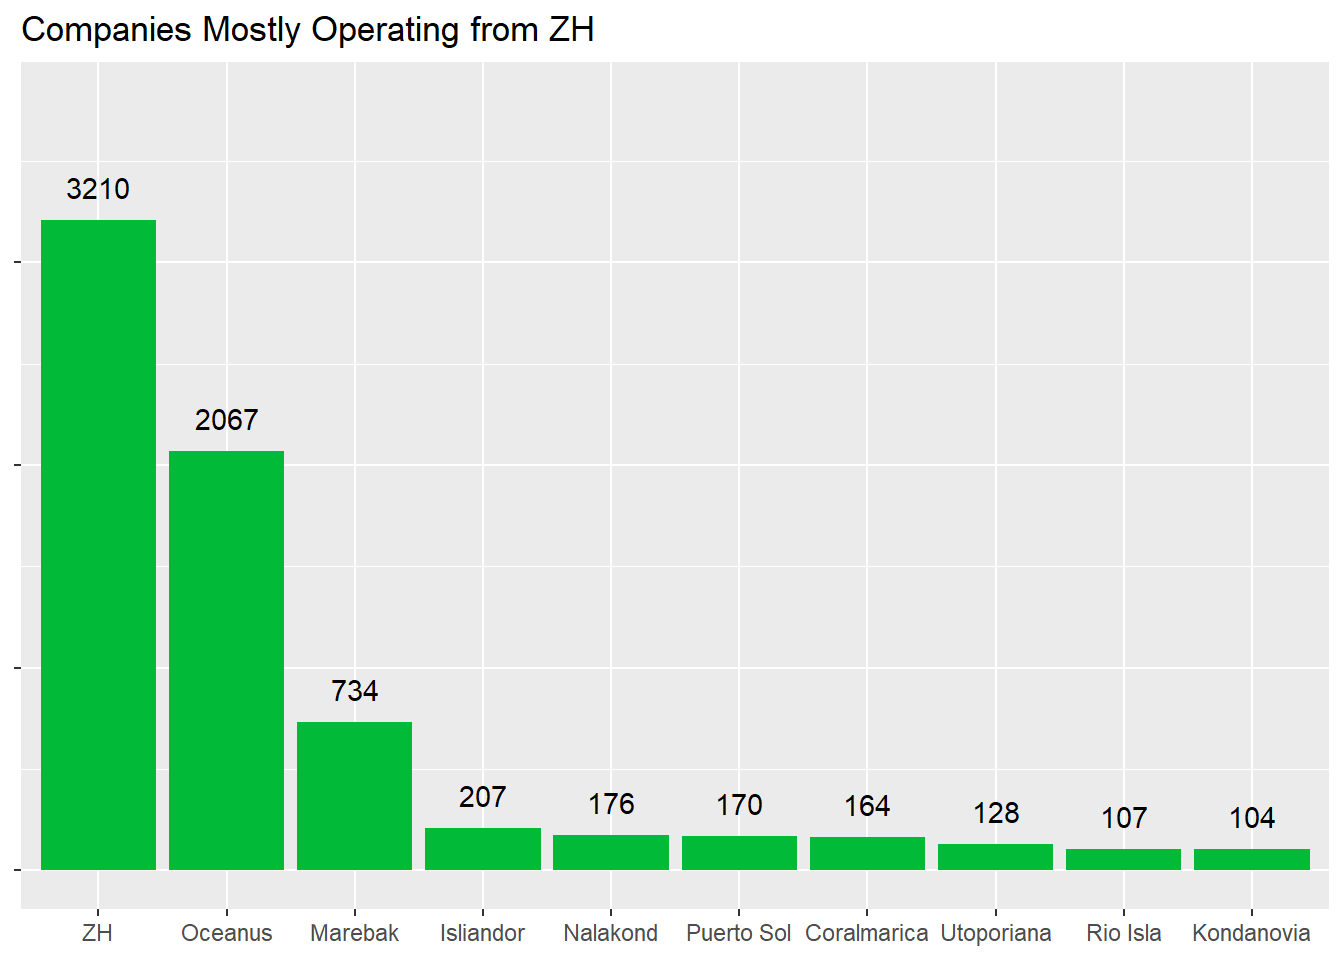 Companies Mostly Operating from ZH
3210
2067
734
207
176
170
164
128
107
104
ZH
Oceanus
Marebak
Isliandor
Nalakond
Puerto Sol
Coralmarica
Utoporiana
Rio Isla
Kondanovia